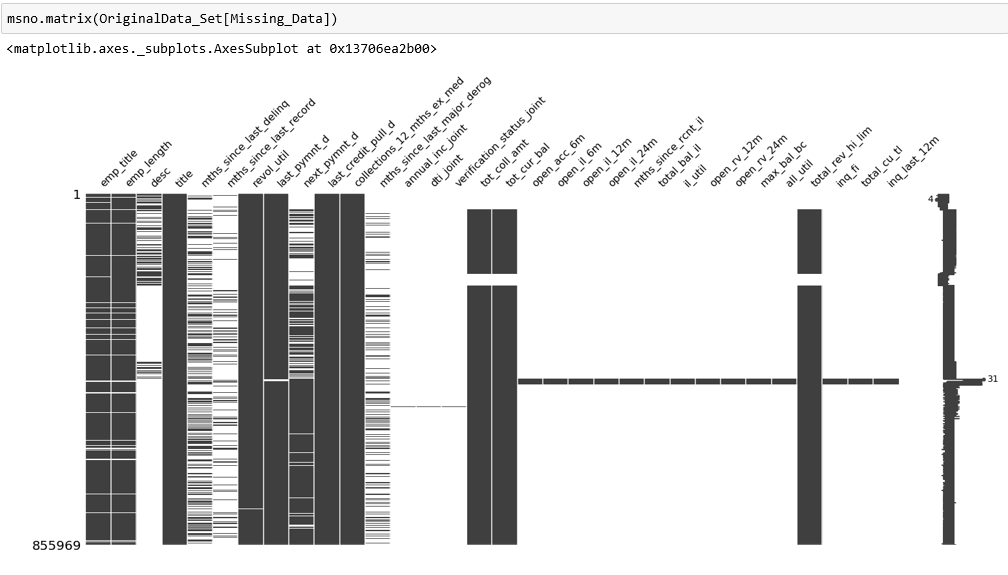 msno.matrix(OriginalData_Set[Missing_Data])
<matplotlib.axes._subplots.AxesSubplot at 0x13706ea2b00>
emp_title
emp_length
desc
title
mths_since_last_delinq
mths_since_last_record
revol_util
last_pymnt_d
next_pymnt_d
last_credit_pull_d
collections_12_mths_ex_med
mths_since_last_major_derog
annual_inc_joint
dti_joint
verification_status_joint
tot_coll_amt
tot_cur_bal
open_acc_6m
open_il_6m
open_il_12m
open_il_24m
mths_since_rcnt_il
total_bal_il
il_util
open_rv_12m
open_rv_24m
max_bal_bc
all_util
total_rev_hi_lim
inq_fi
total_cu_tl
inq_last_12m
1
4
31
855969